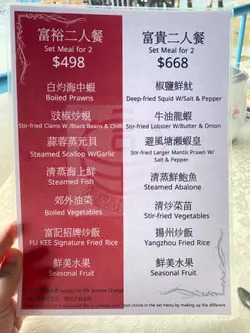 富裕二人餐
Set Meal for 2
$498
白灼海中蝦
Boiled Prawns
豉椒炒蜆
Stir-fried Clams W/Black Beans & Chilli
蒜蓉蒸元貝
Steamed Scallop W/Garlic
清蒸海上鮮
Steamed Fish
郊外油菜
Boiled Vegetables
富記招牌炒飯
FU KEE Signature Fried Rice
鮮美水果
Seasonal Fruit
富貴二人餐
Set Meal for 2
$668
椒鹽鮮魷
Deep-fried Squid W/Salt & Pepper
牛油龍蝦
Stir-fried Lobster W/Butter & Onion
避風塘瀨蝦皇
Stir-fried Larger Mantis Prawn W/
Salt & Pepper
清蒸鮮鮑魚
Steamed Abalone
清炒菜苗
Stir-fried Vegetables
揚州炒飯
Yangzhou Fried Rice
鮮美水果
Seasonal Fruit